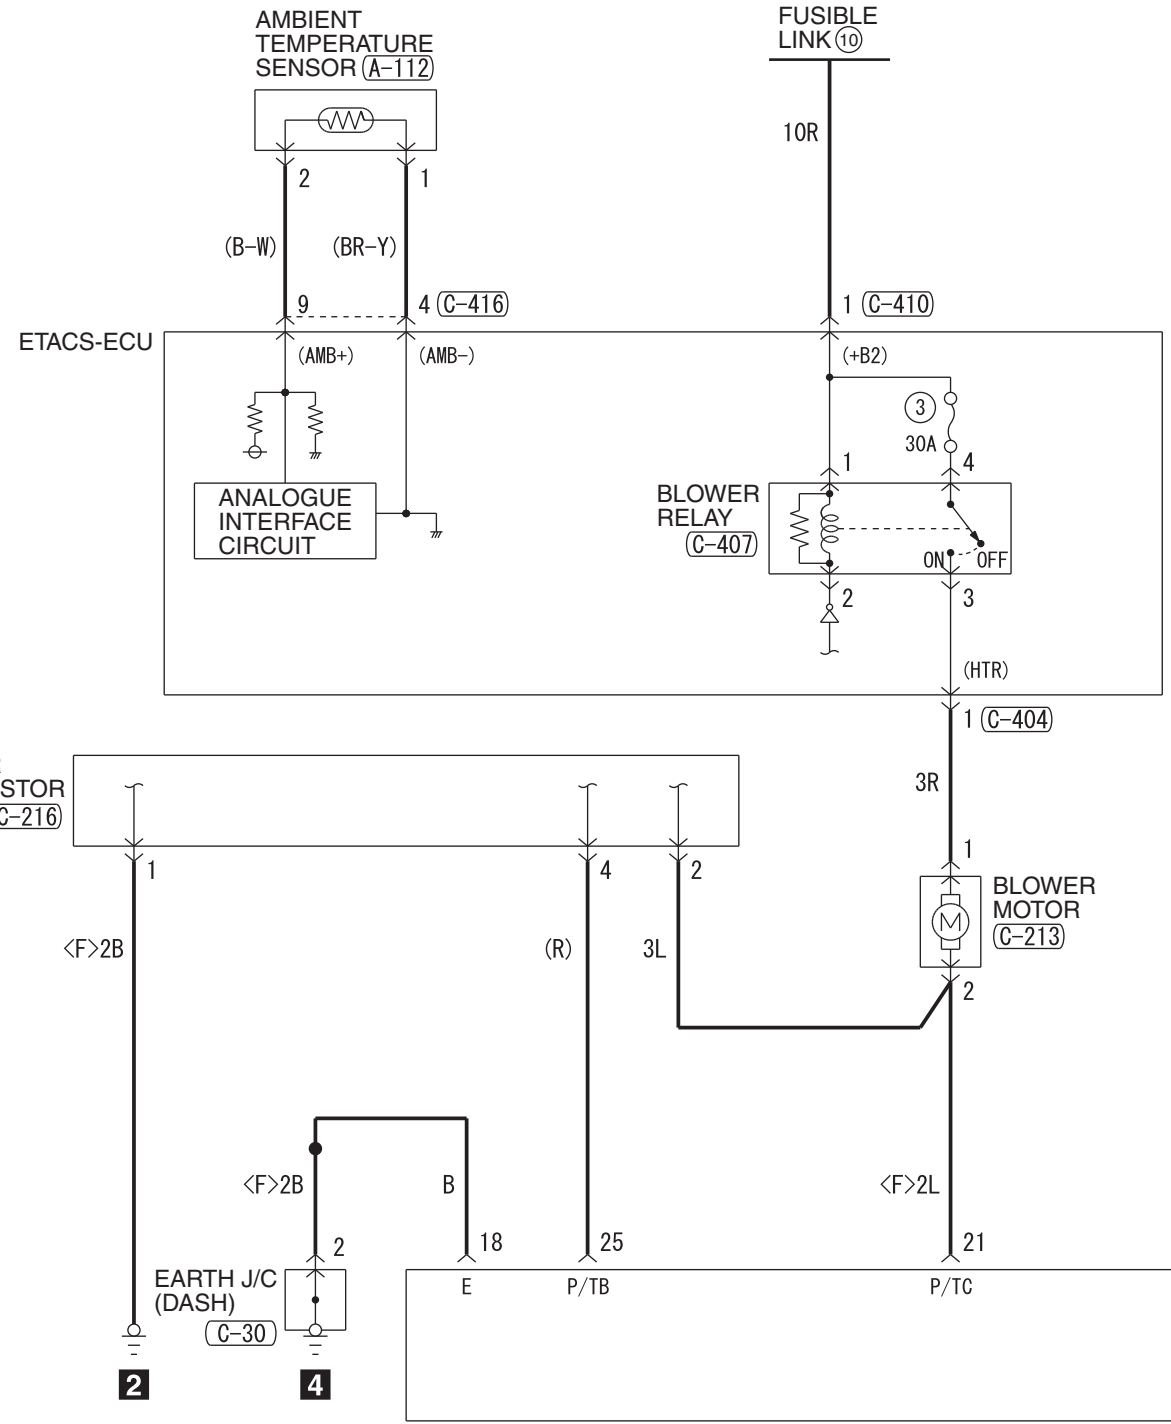 AMBIENT
TEMPERATURE
SENSOR A-112
FUSIBLE
LINK 10
10R
2 1
(B-W) (BR-Y)
9 4 C-416
1 C-410
ETACS-ECU
(AMB+) (AMB-)
(+B2)
3
30A
1 4
ANALOGUE
INTERFACE
CIRCUIT
BLOWER
RELAY
C-407
ON OFF
2 3
(HTR)
1 C-404
STOR
C-216
3R
1
1 4 2
BLOWER
MOTOR
C-213
<F>2B (R) 3L
2
<F>2B B <F>2L
2 18 25 21
EARTH J/C
(DASH)
C-30
E P/TB P/TC
2 4